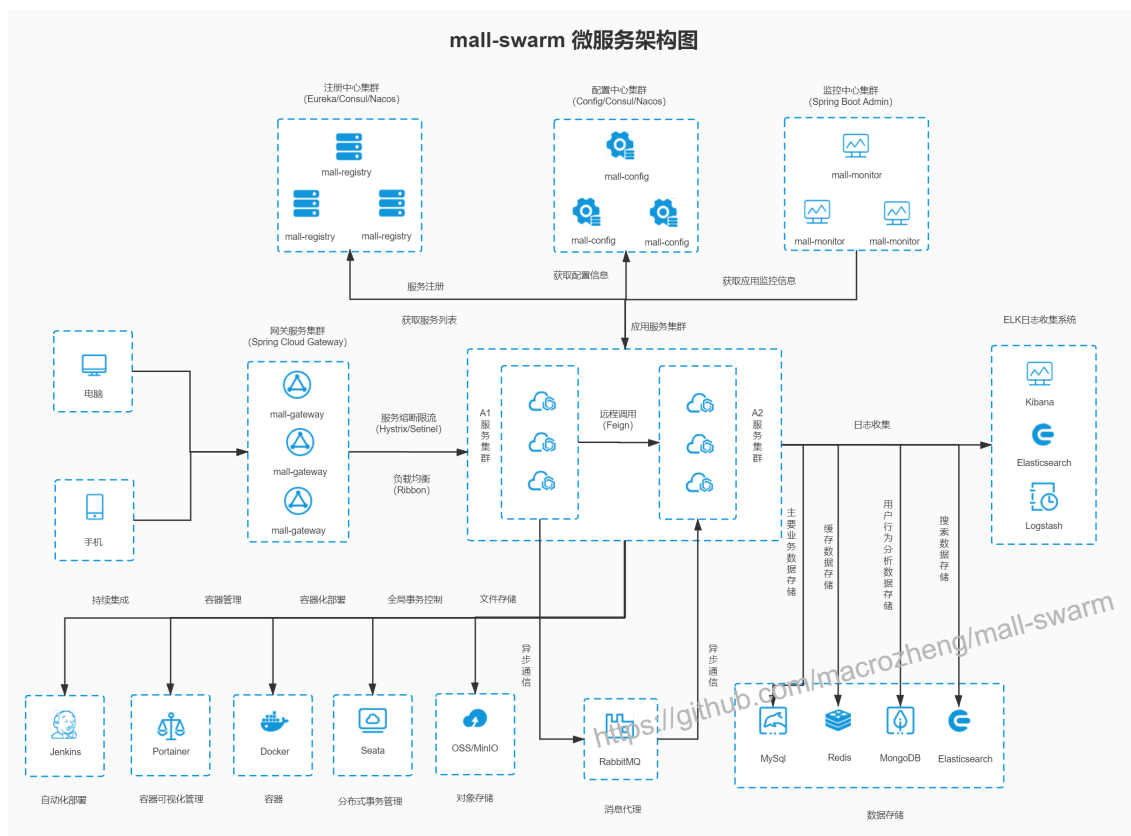 mall-swarm 微服务架构图
注册中心集群
(Eureka/Consul/Nacos)
配置中心集群
(Config/Consul/Nacos)
监控中心集群
(Spring Boot Admin)
mall-registry
mall-registry
mall-registry
mall-config
mall-config
mall-config
mall-monitor
mall-monitor
mall-monitor
服务注册
获取配置信息
获取应用监控信息
获取服务列表
应用服务集群
ELK日志收集系统
网关服务集群
(Spring Cloud Gateway)
电脑
手机
mall-gateway
mall-gateway
mall-gateway
服务熔断限流
(Hystrix/Setinel)
负载均衡
(Ribbon)
A1服务集群
远程调用
(Feign)
A2服务集群
日志收集
Kibana
Elasticsearch
Logstash
主要业务数据存储
缓存数据存储
用户行为分析数据存储
搜索数据存储
持续集成
容器管理
容器化部署
全局事务控制
文件存储
异步通信
异步通信
https://github.com/macrozheng/mall-swarm
Jenkins
Portainer
Docker
Seata
OSS/MinIO
RabbitMQ
MySql
Redis
MongoDB
Elasticsearch
自动化部署
容器可视化管理
容器
分布式事务管理
对象存储
消息代理
数据存储